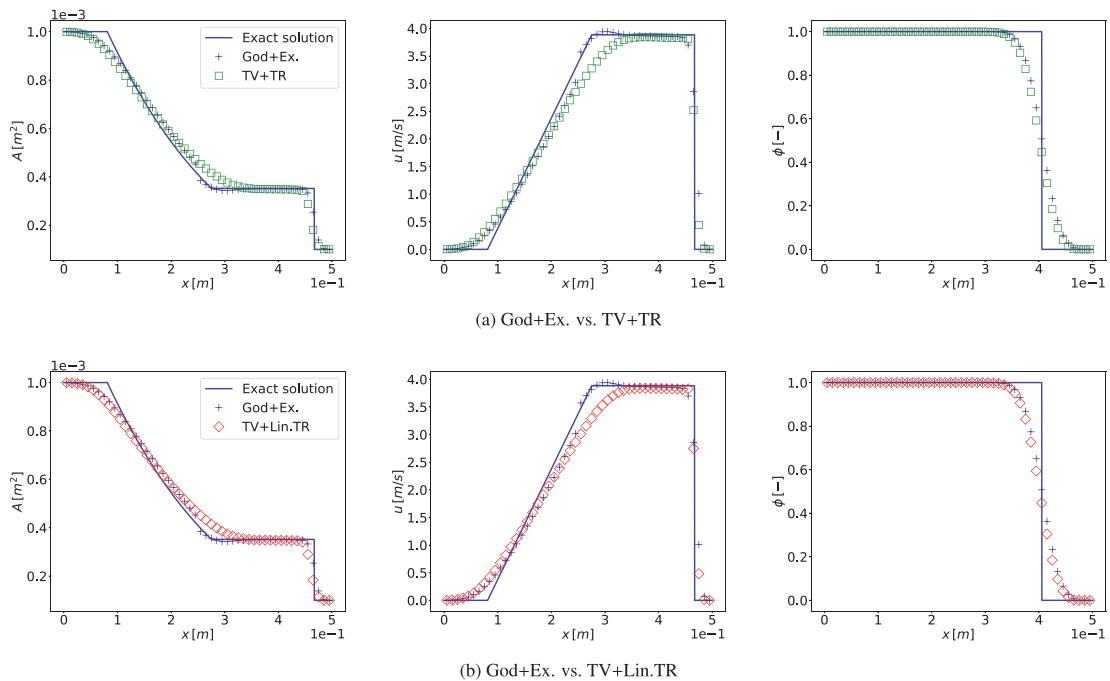 1e−3
1.0
0.8
0.6
0.4
0.2
A [m²]
0 1 2 3 4 5
x [m]
1e−1
Exact solution
God+Ex.
TV+TR
4.0
3.5
3.0
2.5
2.0
1.5
1.0
0.5
0.0
u [m/s]
0 1 2 3 4 5
x [m]
1e−1
1.0
0.8
0.6
0.4
0.2
0.0
ϕ [−]
0 1 2 3 4 5
x [m]
1e−1
(a) God+Ex. vs. TV+TR
1e−3
1.0
0.8
0.6
0.4
0.2
A [m²]
0 1 2 3 4 5
x [m]
1e−1
Exact solution
God+Ex.
TV+Lin.TR
4.0
3.5
3.0
2.5
2.0
1.5
1.0
0.5
0.0
u [m/s]
0 1 2 3 4 5
x [m]
1e−1
1.0
0.8
0.6
0.4
0.2
0.0
ϕ [−]
0 1 2 3 4 5
x [m]
1e−1
(b) God+Ex. vs. TV+Lin.TR